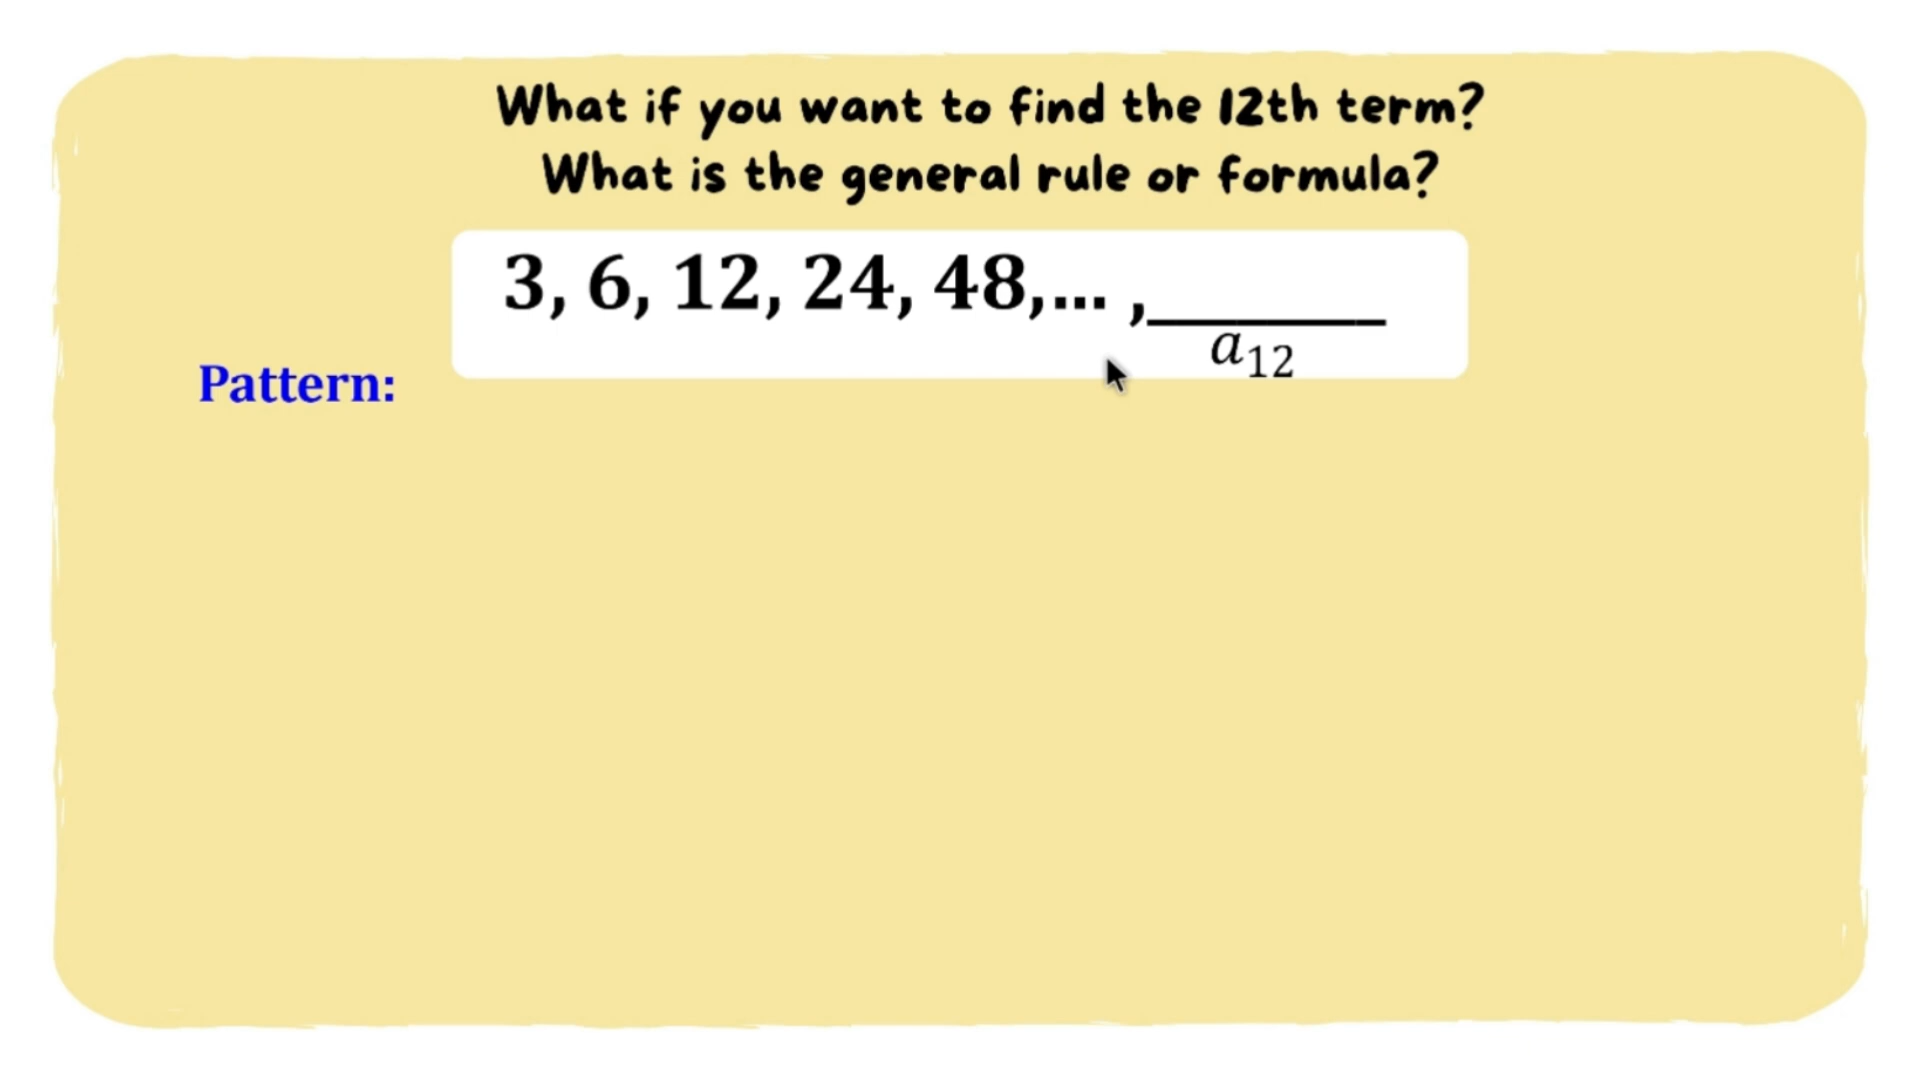 What if you want to find the 12th term?
What is the general rule or formula?
3, 6, 12, 24, 48,... ,______
a₁₂
Pattern: